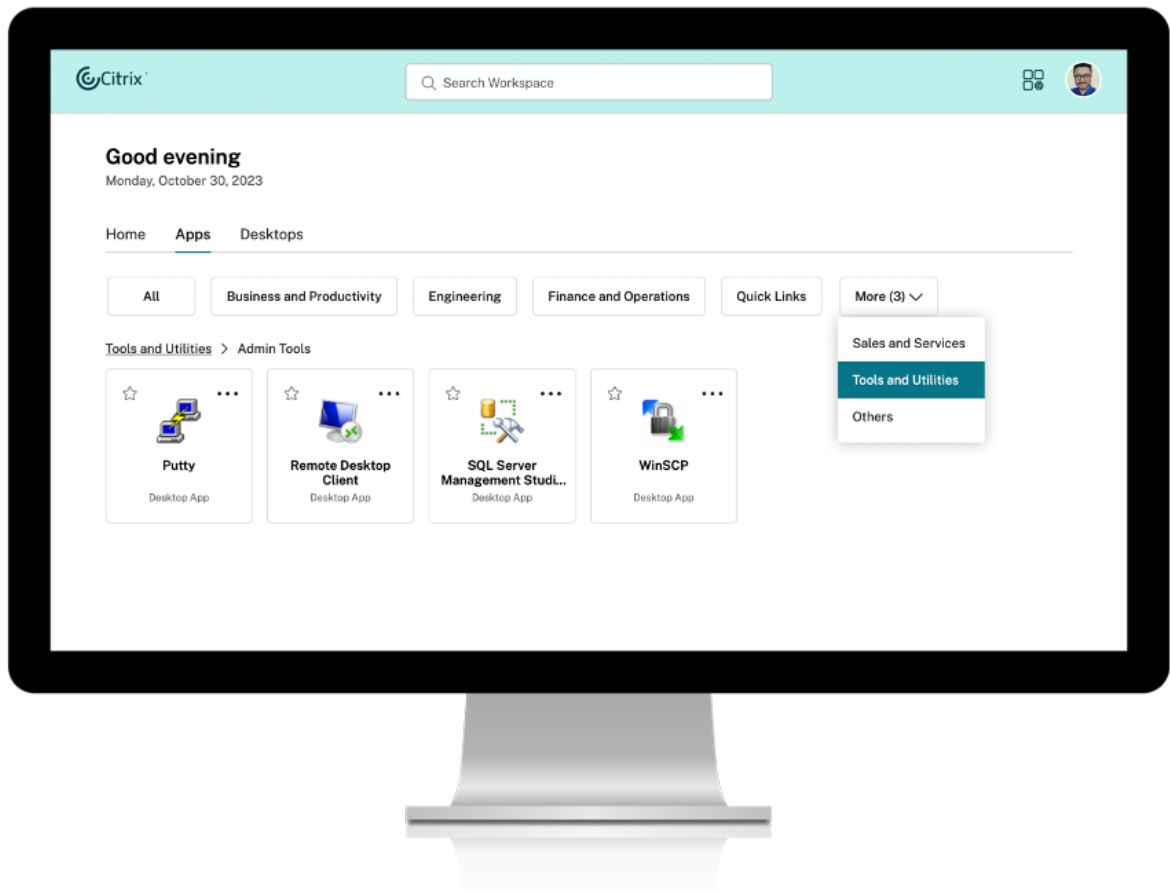 Citrix
Search Workspace
Good evening
Monday, October 30, 2023
Home Apps Desktops
All Business and Productivity Engineering Finance and Operations Quick Links More (3)
Sales and Services
Tools and Utilities
Others
Tools and Utilities > Admin Tools
Putty
Desktop App
Remote Desktop
Client
Desktop App
SQL Server
Management Studi...
Desktop App
WinSCP
Desktop App